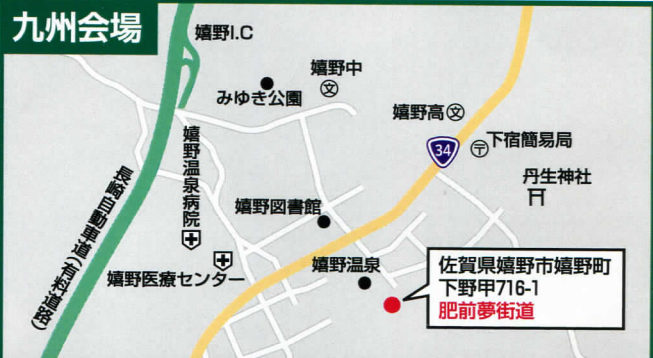 九州会場
嬉野I.C
嬉野中
文
みゆき公園
嬉野高
文
34
下宿簡易局
丹生神社
嬉野温泉病院
嬉野図書館
長崎自動車道(有料道路)
嬉野医療センター
嬉野温泉
佐賀県嬉野市嬉野町
下野甲716-1
肥前夢街道